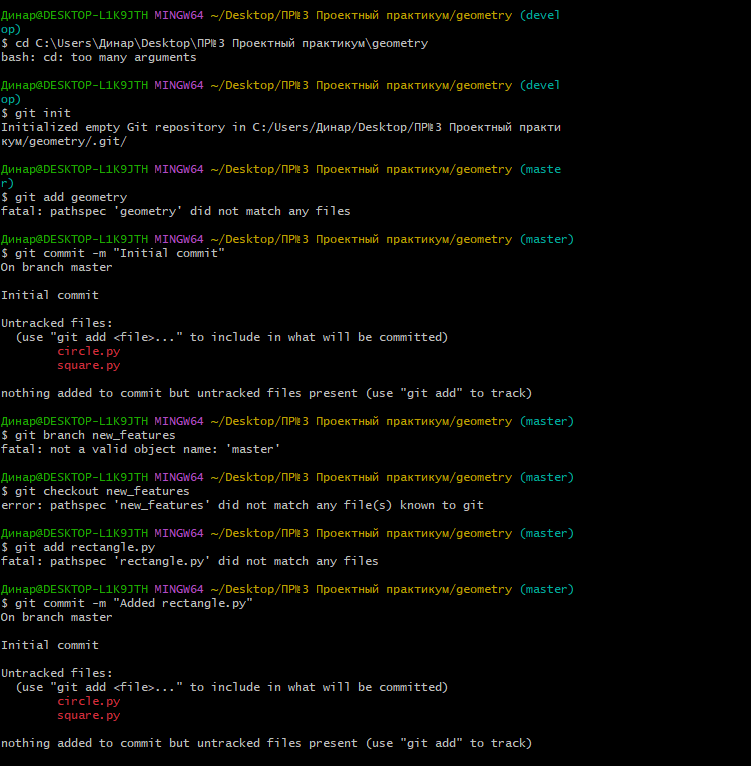 Динар@DESKTOP-L1K9JTH MINGW64 ~/Desktop/ПР№3 Проектный практикум/geometry (devel
op)
$ cd C:\Users\Динар\Desktop\ПР№3 Проектный практикум\geometry
bash: cd: too many arguments
Динар@DESKTOP-L1K9JTH MINGW64 ~/Desktop/ПР№3 Проектный практикум/geometry (devel
op)
$ git init
Initialized empty Git repository in C:/Users/Динар/Desktop/ПР№3 Проектный практи
кум/geometry/.git/
Динар@DESKTOP-L1K9JTH MINGW64 ~/Desktop/ПР№3 Проектный практикум/geometry (maste
r)
$ git add geometry
fatal: pathspec 'geometry' did not match any files
Динар@DESKTOP-L1K9JTH MINGW64 ~/Desktop/ПР№3 Проектный практикум/geometry (master)
$ git commit -m "Initial commit"
On branch master
Initial commit
Untracked files:
(use "git add <file>..." to include in what will be committed)
circle.py
square.py
nothing added to commit but untracked files present (use "git add" to track)
Динар@DESKTOP-L1K9JTH MINGW64 ~/Desktop/ПР№3 Проектный практикум/geometry (master)
$ git branch new_features
fatal: not a valid object name: 'master'
Динар@DESKTOP-L1K9JTH MINGW64 ~/Desktop/ПР№3 Проектный практикум/geometry (master)
$ git checkout new_features
error: pathspec 'new_features' did not match any file(s) known to git
Динар@DESKTOP-L1K9JTH MINGW64 ~/Desktop/ПР№3 Проектный практикум/geometry (master)
$ git add rectangle.py
fatal: pathspec 'rectangle.py' did not match any files
Динар@DESKTOP-L1K9JTH MINGW64 ~/Desktop/ПР№3 Проектный практикум/geometry (master)
$ git commit -m "Added rectangle.py"
On branch master
Initial commit
Untracked files:
(use "git add <file>..." to include in what will be committed)
circle.py
square.py
nothing added to commit but untracked files present (use "git add" to track)